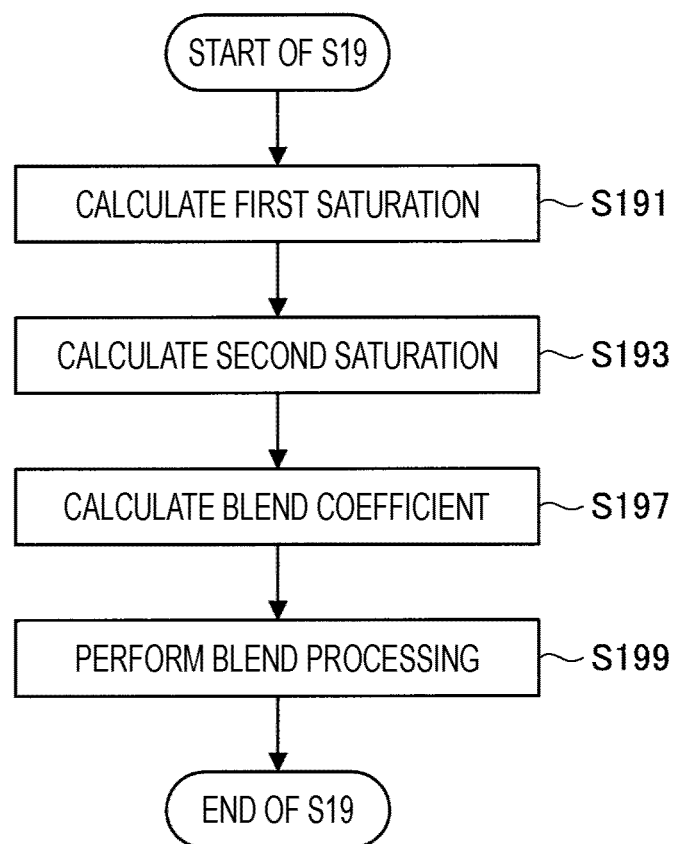 START OF S19
CALCULATE FIRST SATURATION S191
CALCULATE SECOND SATURATION S193
CALCULATE BLEND COEFFICIENT S197
PERFORM BLEND PROCESSING S199
END OF S19